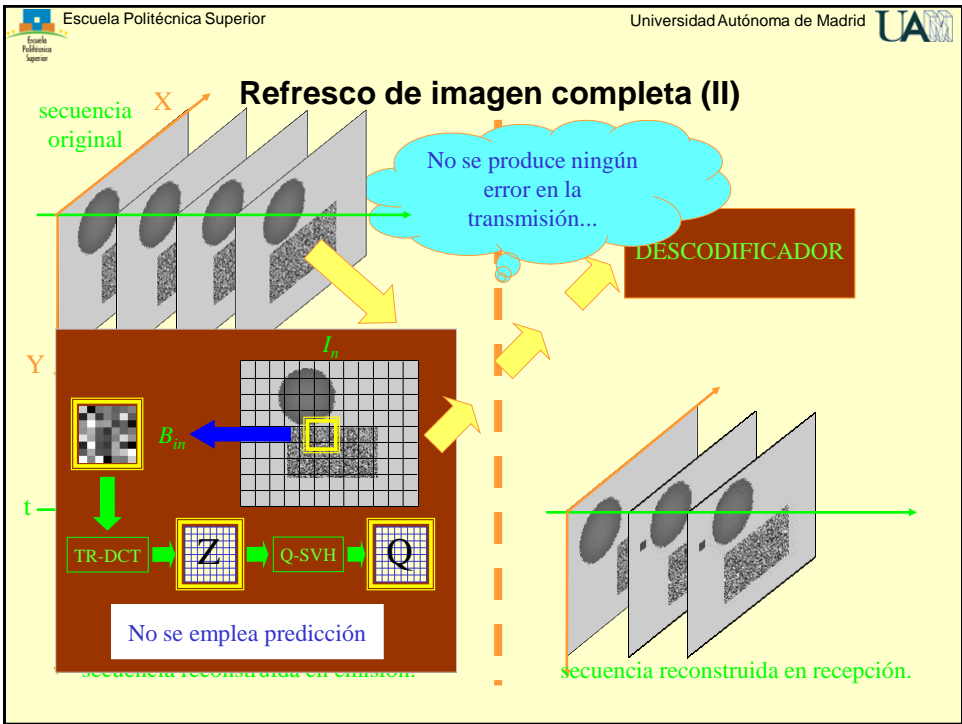 Escuela Politécnica Superior
Universidad Autónoma de Madrid
UAM
Escuela
Politécnica
Superior
Refresco de imagen completa (II)
secuencia
original
X
No se produce ningún
error en la
transmisión...
DESCODIFICADOR
Y
I_n
B_in
t
TR-DCT
Z
Q-SVH
Q
No se emplea predicción
secuencia reconstruida en emisión.
secuencia reconstruida en recepción.